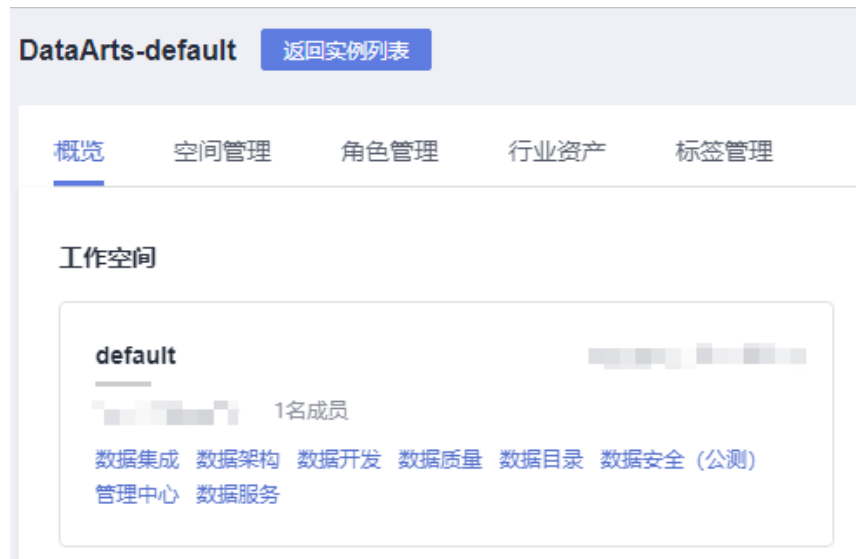 DataArts-default 返回实例列表
概览 空间管理 角色管理 行业资产 标签管理
工作空间
default
1名成员
数据集成 数据架构 数据开发 数据质量 数据目录 数据安全（公测）
管理中心 数据服务